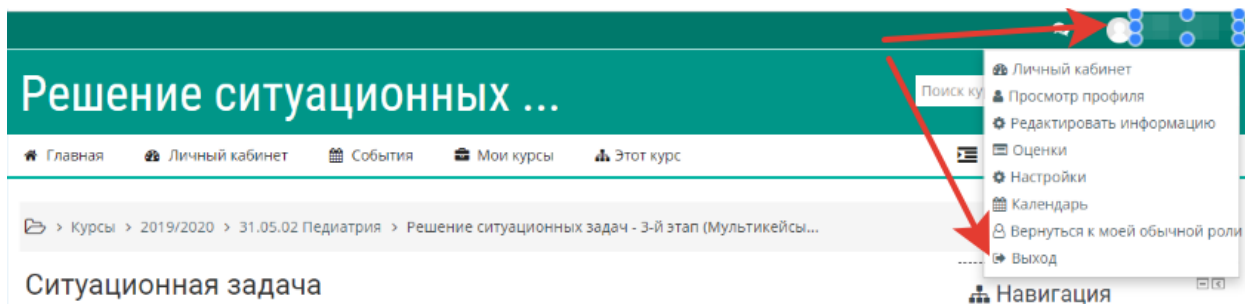 Решение ситуационных ...
Поиск ку
Личный кабинет
Просмотр профиля
Редактировать информацию
Оценки
Настройки
Календарь
Вернуться к моей обычной роли
Выход
Главная Личный кабинет События Мои курсы Этот курс
> Курсы > 2019/2020 > 31.05.02 Педиатрия > Решение ситуационных задач - 3-й этап (Мультикейсы...
Ситуационная задача
Навигация